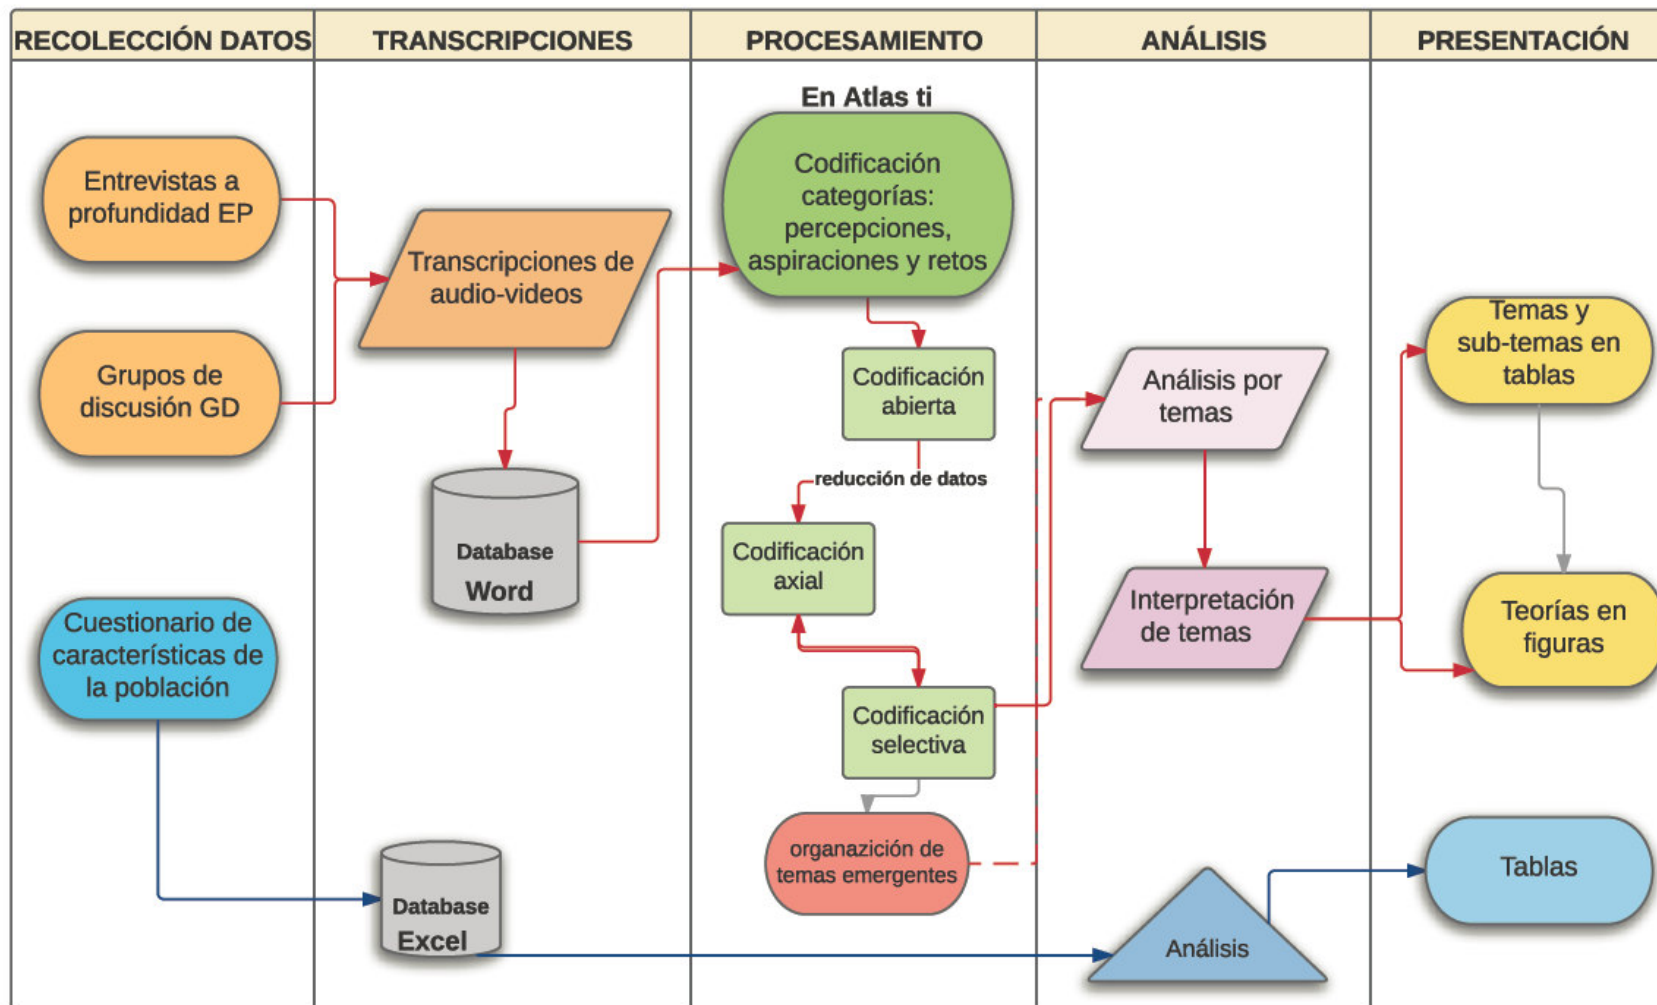 RECOLECCIÓN DATOS
TRANSCRIPCIONES
PROCESAMIENTO
ANÁLISIS
PRESENTACIÓN
Entrevistas a
profundidad EP
Grupos de
discusión GD
Cuestionario de
características de
la población
Transcripciones de
audio-videos
Database
Word
Database
Excel
En Atlas ti
Codificación
categorías:
percepciones,
aspiraciones y retos
Codificación
abierta
reducción de datos
Codificación
axial
Codificación
selectiva
organazición de
temas emergentes
Análisis por
temas
Interpretación
de temas
Análisis
Temas y
sub-temas en
tablas
Teorías en
figuras
Tablas